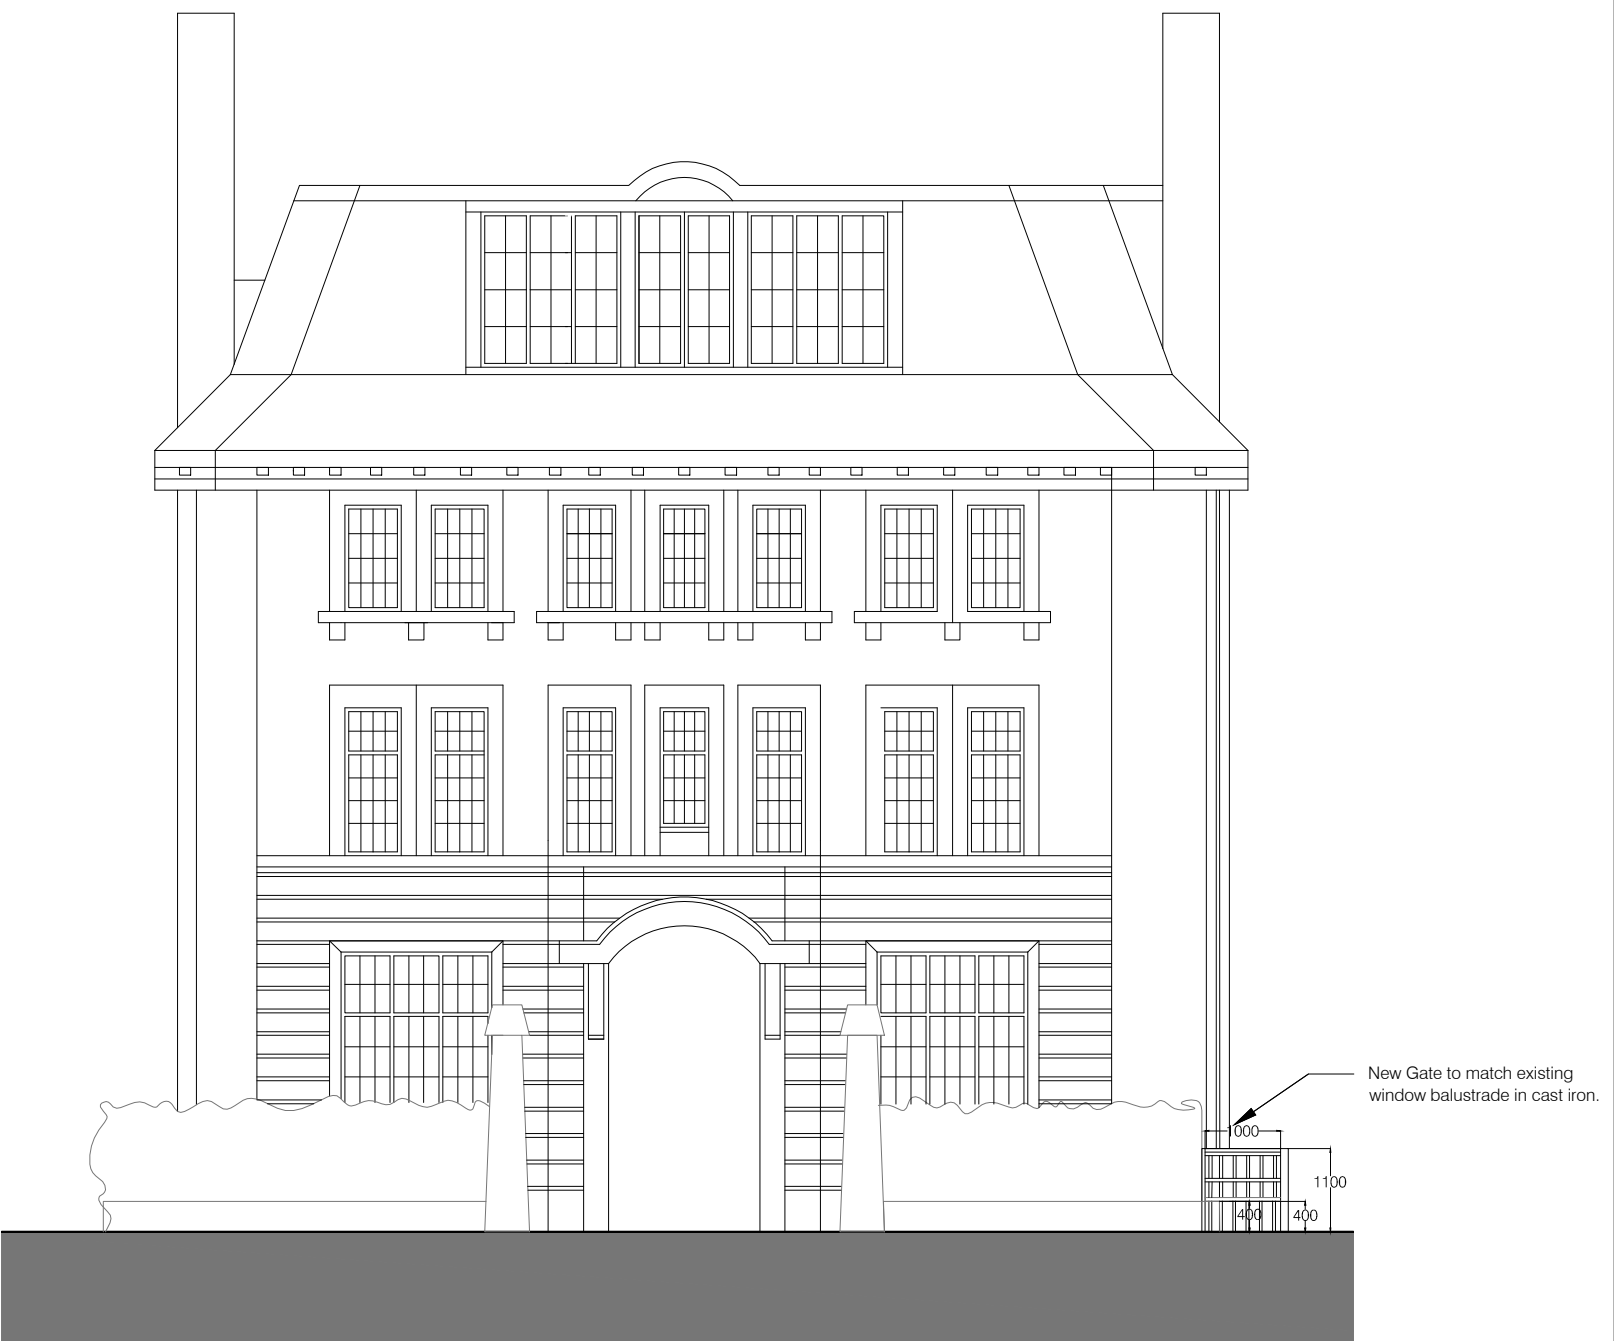 New Gate to match existing
window balustrade in cast iron.
1000
1100
400
400